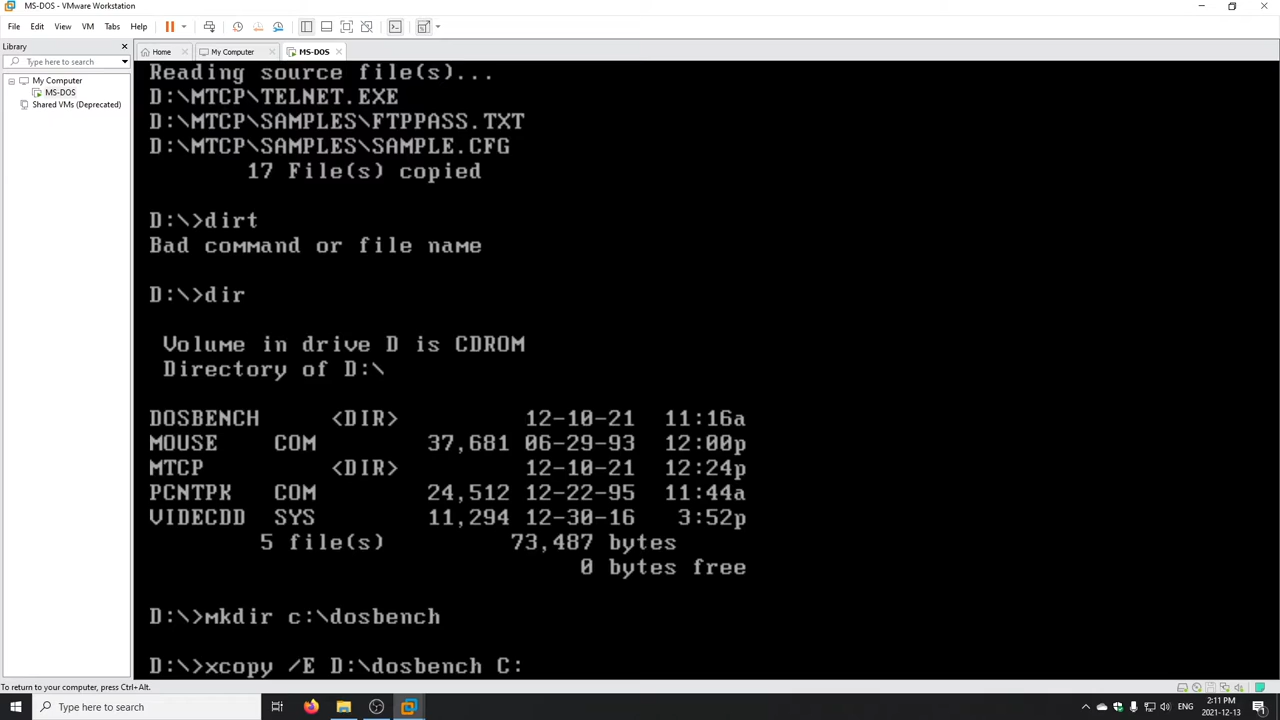 MS-DOS - VMware Workstation
File Edit View VM Tabs Help
Library
Type here to search
My Computer
MS-DOS
Shared VMs (Deprecated)
Home
My Computer
MS-DOS
Reading source file(s)...
D:\MTCP\TELNET.EXE
D:\MTCP\SAMPLES\FTPPASS.TXT
D:\MTCP\SAMPLES\SAMPLE.CFG
17 File(s) copied
D:\>dirt
Bad command or file name
D:\>dir
Volume in drive D is CDROM
Directory of D:\
DOSBENCH <DIR> 12-10-21 11:16a
MOUSE COM 37,681 06-29-93 12:00p
MTCP <DIR> 12-10-21 12:24p
PCNTPK COM 24,512 12-22-95 11:44a
VIDECDD SYS 11,294 12-30-16 3:52p
5 file(s) 73,487 bytes
0 bytes free
D:\>mkdir c:\dosbench
D:\>xcopy /E D:\dosbench C:
To return to your computer, press Ctrl+Alt.
Type here to search
ENG
2:11 PM
2021-12-13
1